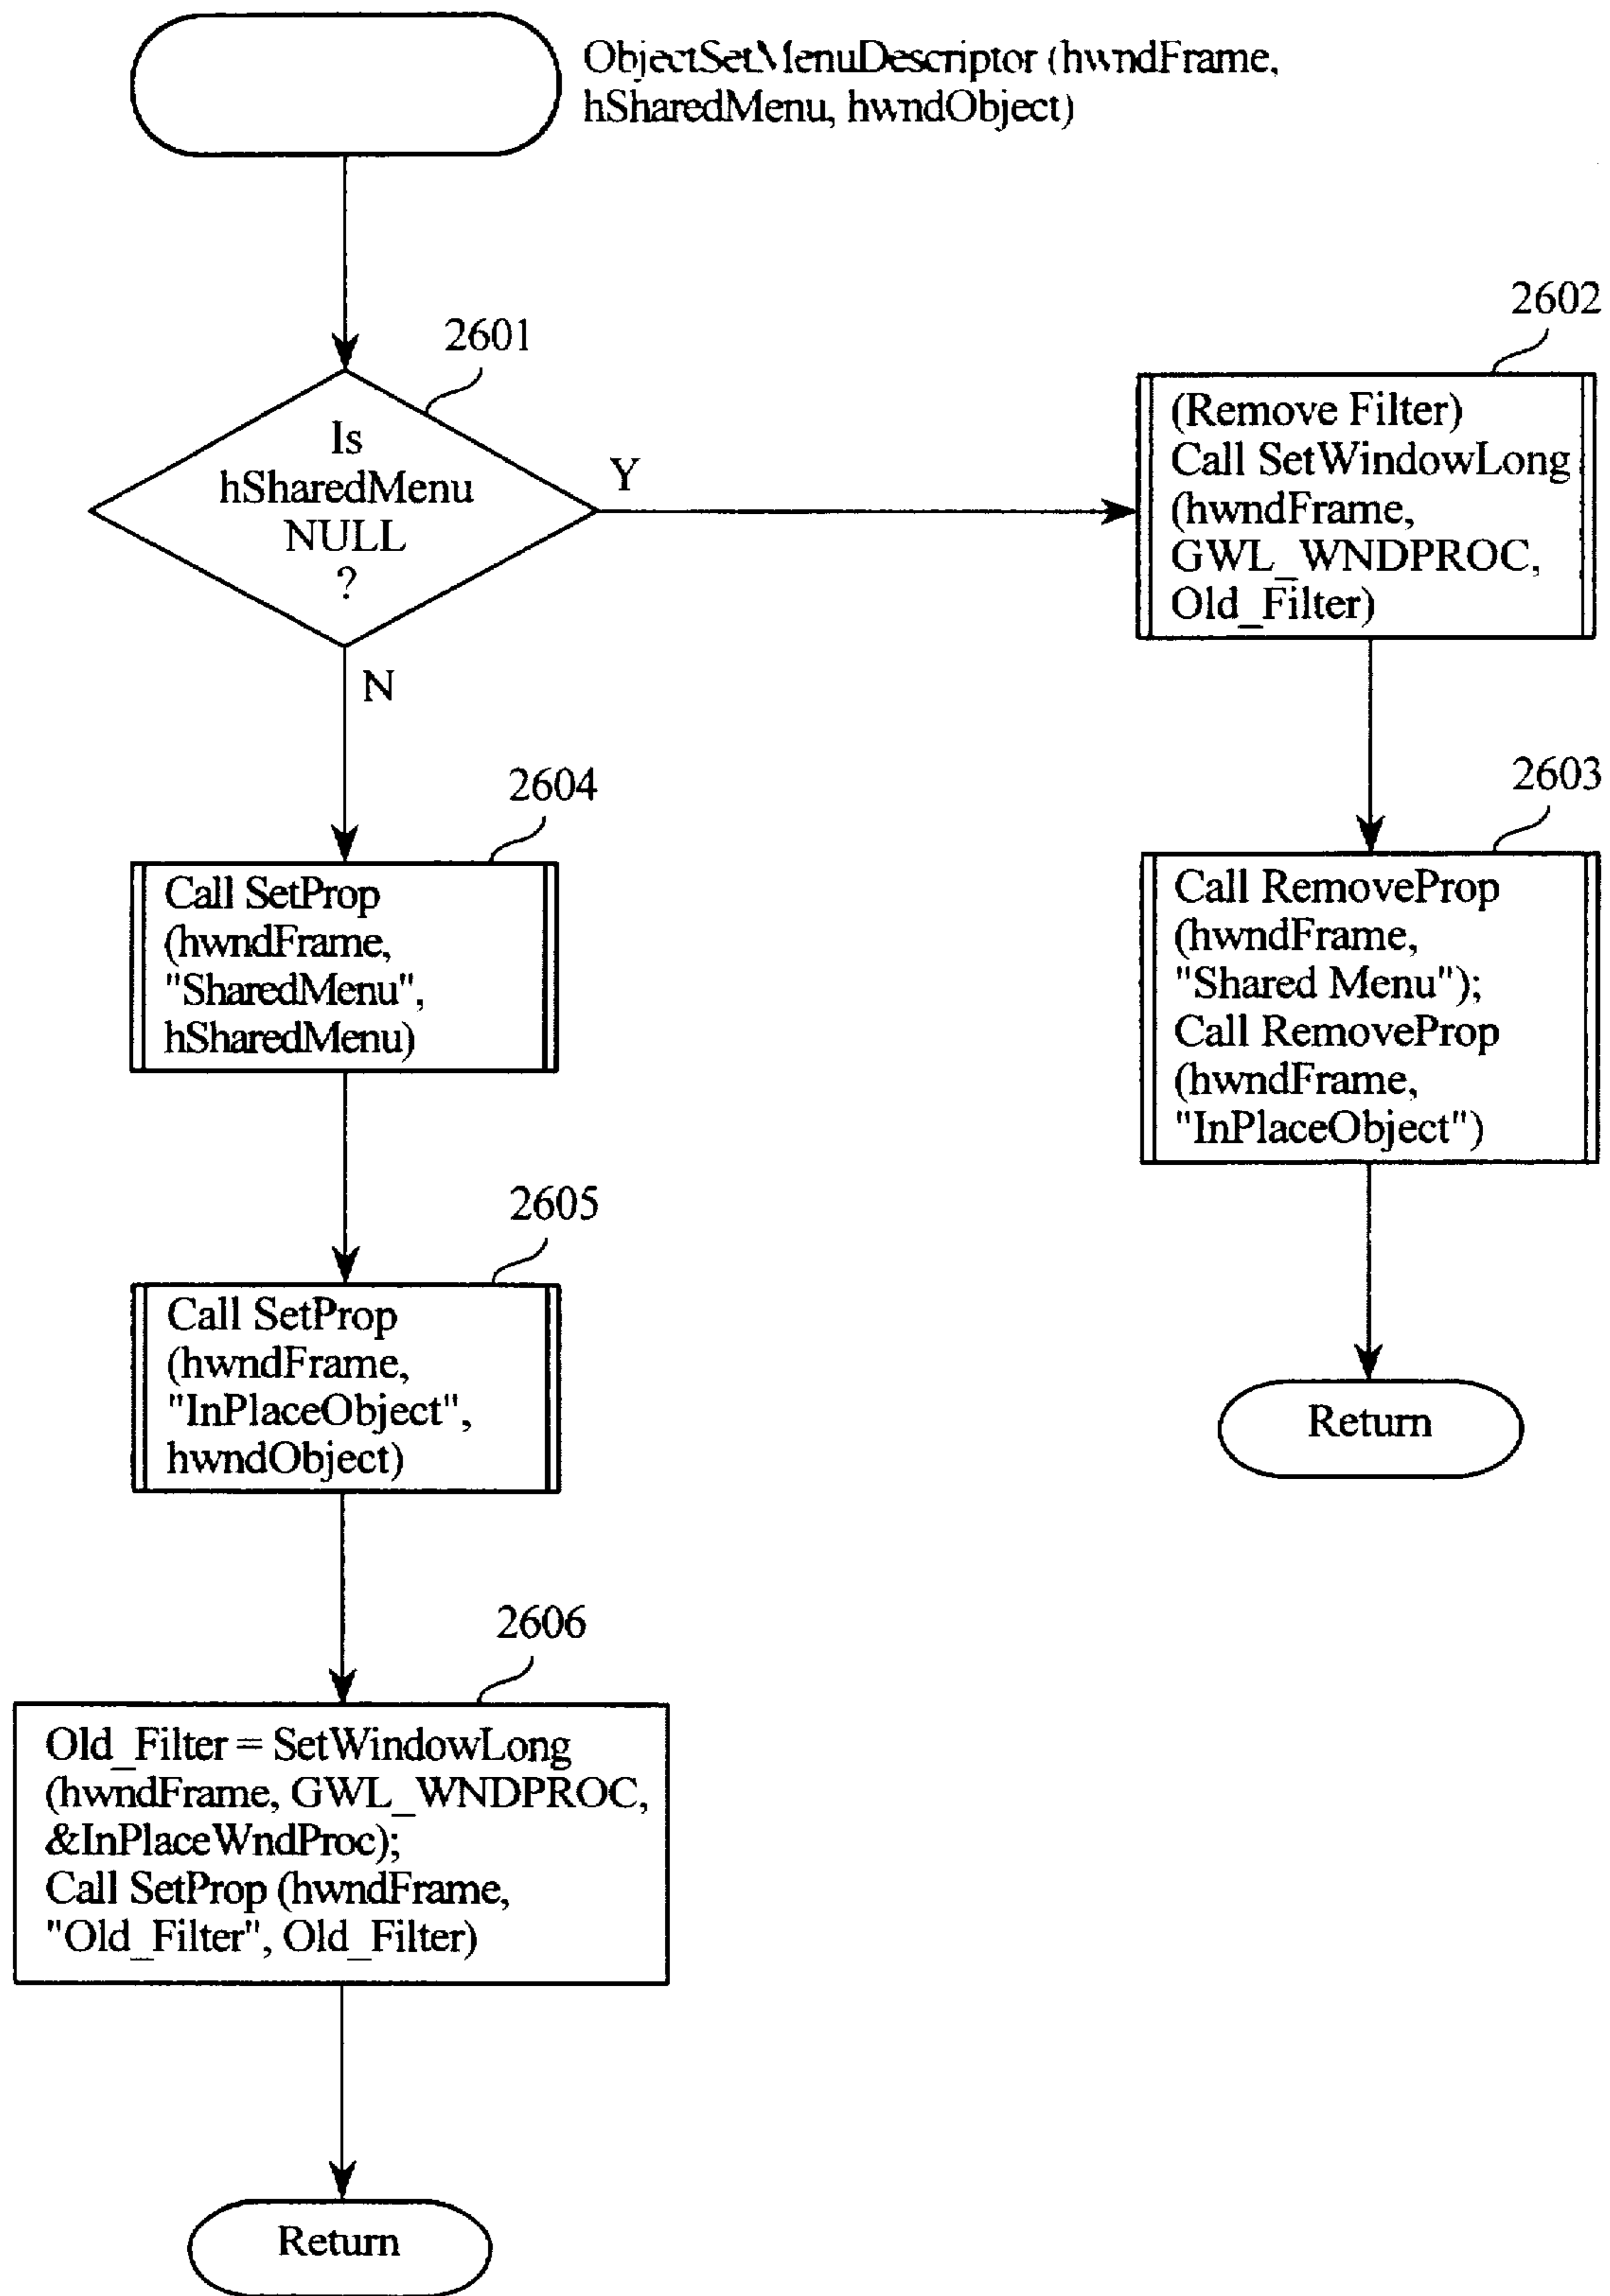 ObjectSetMenuDescriptor (hwndFrame,
hSharedMenu, hwndObject)
2601
Is
hSharedMenu
NULL
?
Y
N
2602
(Remove Filter)
Call SetWindowLong
(hwndFrame,
GWL_WNDPROC,
Old_Filter)
2603
Call RemoveProp
(hwndFrame,
"Shared Menu");
Call RemoveProp
(hwndFrame,
"InPlaceObject")
Return
2604
Call SetProp
(hwndFrame,
"SharedMenu",
hSharedMenu)
2605
Call SetProp
(hwndFrame,
"InPlaceObject",
hwndObject)
2606
Old_Filter = SetWindowLong
(hwndFrame, GWL_WNDPROC,
&InPlaceWndProc);
Call SetProp (hwndFrame,
"Old_Filter", Old_Filter)
Return